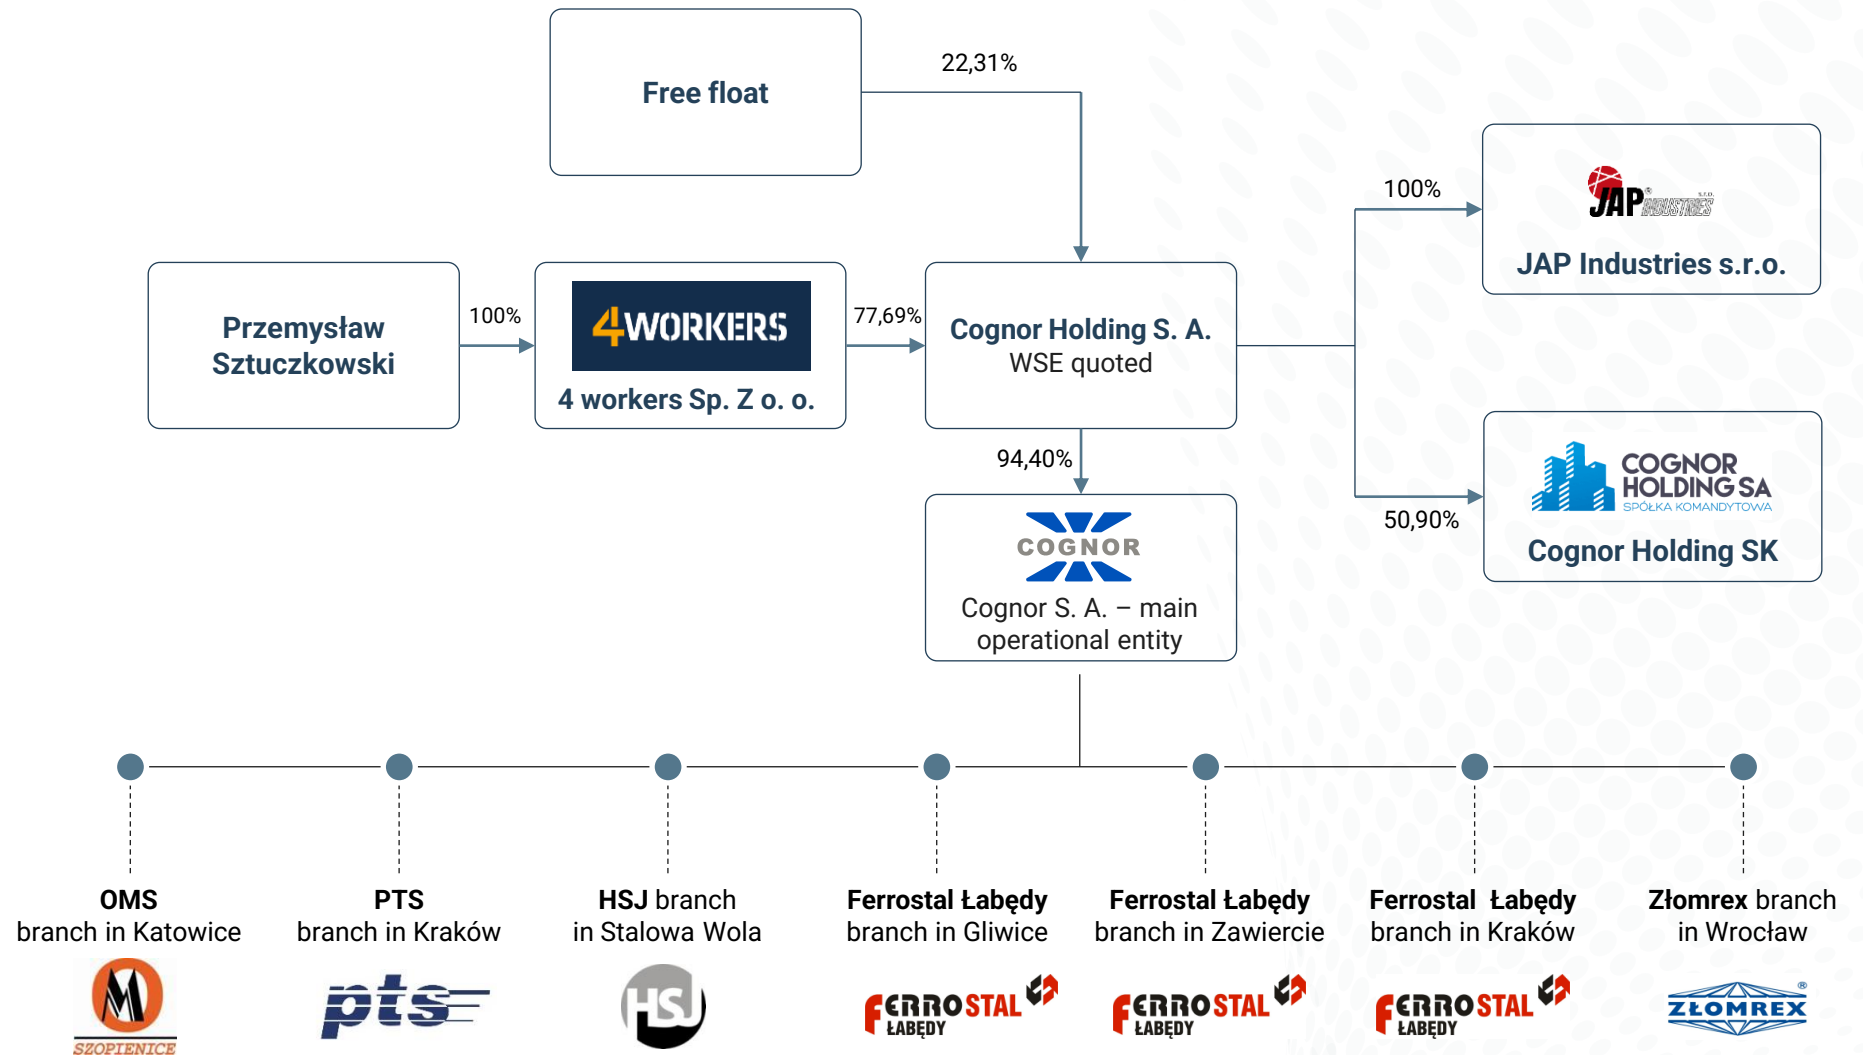 Free float
22,31%
100%
JAP® s.r.o.
INDUSTRIES
JAP Industries s.r.o.
Przemysław
Sztuczkowski
100%
4WORKERS
4 workers Sp. Z o. o.
77,69%
Cognor Holding S. A.
WSE quoted
94,40%
50,90%
COGNOR
HOLDING SA
SPÓŁKA KOMANDYTOWA
Cognor Holding SK
COGNOR
Cognor S. A. – main
operational entity
OMS
branch in Katowice
PTS
branch in Kraków
HSJ branch
in Stalowa Wola
Ferrostal Łabędy
branch in Gliwice
Ferrostal Łabędy
branch in Zawiercie
Ferrostal Łabędy
branch in Kraków
Złomrex branch
in Wrocław
M
SZOPIENICE
pts
HSJ
FERROSTAL
ŁABĘDY
FERROSTAL
ŁABĘDY
FERROSTAL
ŁABĘDY
ZŁOMREX®